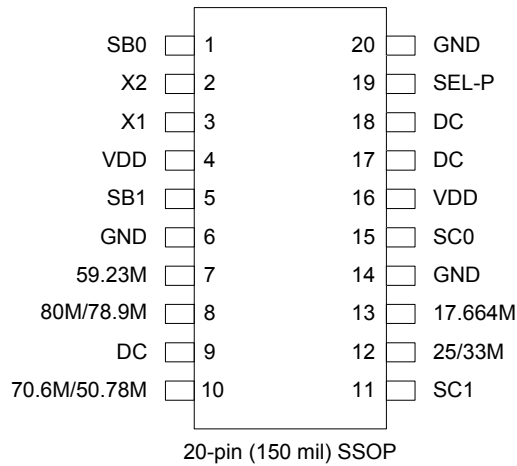 SB0 1 20 GND
X2 2 19 SEL-P
X1 3 18 DC
VDD 4 17 DC
SB1 5 16 VDD
GND 6 15 SC0
59.23M 7 14 GND
80M/78.9M 8 13 17.664M
DC 9 12 25/33M
70.6M/50.78M 10 11 SC1
20-pin (150 mil) SSOP